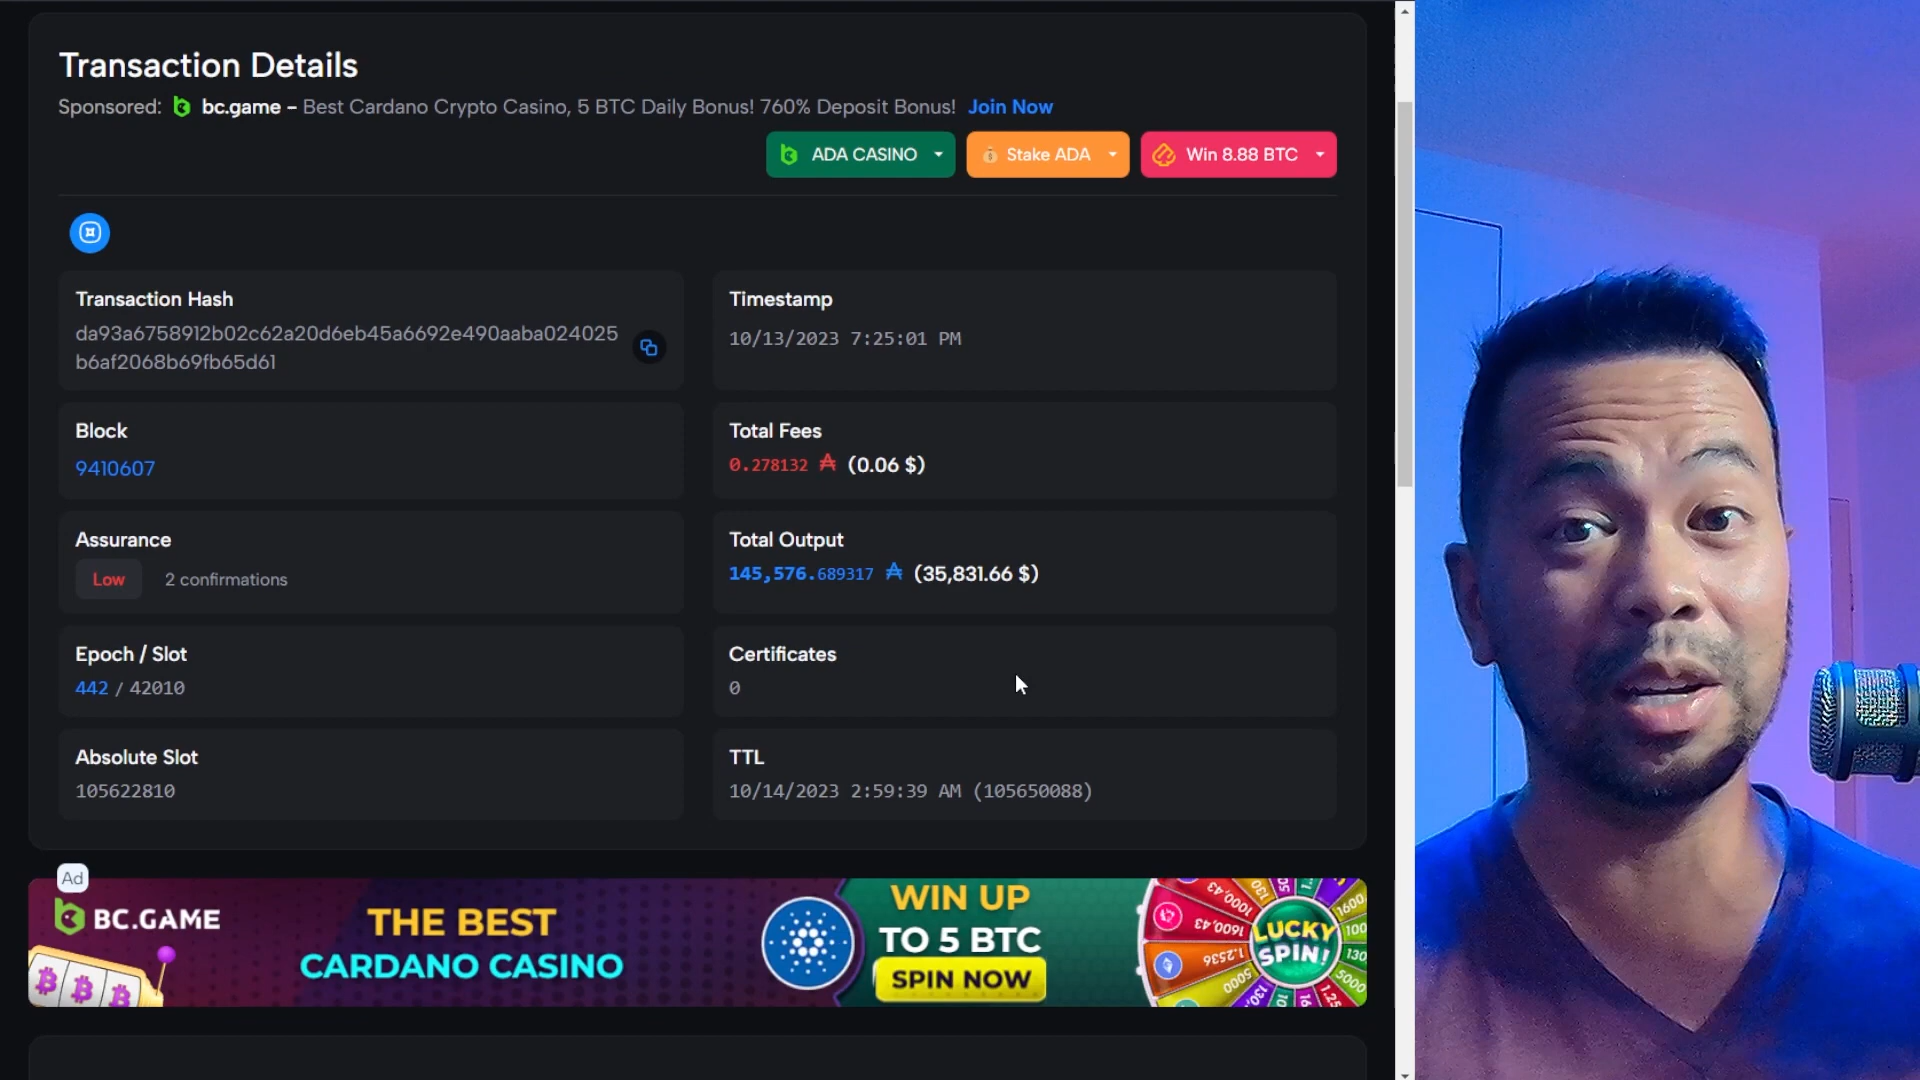 Transaction Details
Sponsored: bc.game – Best Cardano Crypto Casino, 5 BTC Daily Bonus! 760% Deposit Bonus! Join Now
ADA CASINO
Stake ADA
Win 8.88 BTC
Transaction Hash
da93a6758912b02c62a20d6eb45a6692e490aaba024025
b6af2068b69fb65d61
Timestamp
10/13/2023 7:25:01 PM
Block
9410607
Total Fees
0.278132 ₳ (0.06 $)
Assurance
Low 2 confirmations
Total Output
145,576.689317 ₳ (35,831.66 $)
Epoch / Slot
442 / 42010
Certificates
0
Absolute Slot
105622810
TTL
10/14/2023 2:59:39 AM (105650088)
Ad
BC.GAME
THE BEST
CARDANO CASINO
WIN UP
TO 5 BTC
SPIN NOW
LUCKY
SPIN!